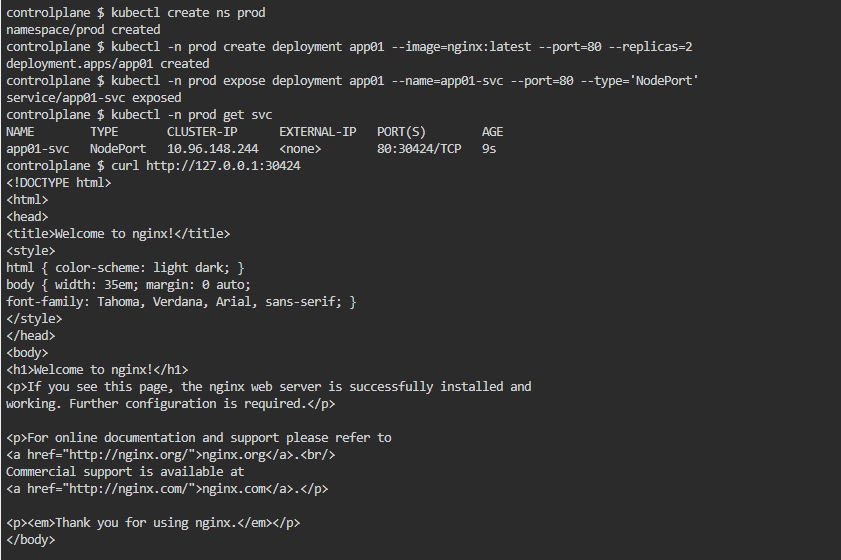 controlplane $ kubectl create ns prod
namespace/prod created
controlplane $ kubectl -n prod create deployment app01 --image=nginx:latest --port=80 --replicas=2
deployment.apps/app01 created
controlplane $ kubectl -n prod expose deployment app01 --name=app01-svc --port=80 --type='NodePort'
service/app01-svc exposed
controlplane $ kubectl -n prod get svc
NAME        TYPE       CLUSTER-IP      EXTERNAL-IP   PORT(S)        AGE
app01-svc   NodePort   10.96.148.244   <none>        80:30424/TCP   9s
controlplane $ curl http://127.0.0.1:30424
<!DOCTYPE html>
<html>
<head>
<title>Welcome to nginx!</title>
<style>
html { color-scheme: light dark; }
body { width: 35em; margin: 0 auto;
font-family: Tahoma, Verdana, Arial, sans-serif; }
</style>
</head>
<body>
<h1>Welcome to nginx!</h1>
<p>If you see this page, the nginx web server is successfully installed and
working. Further configuration is required.</p>

<p>For online documentation and support please refer to
<a href="http://nginx.org/">nginx.org</a>.<br/>
Commercial support is available at
<a href="http://nginx.com/">nginx.com</a>.</p>

<p><em>Thank you for using nginx.</em></p>
</body>